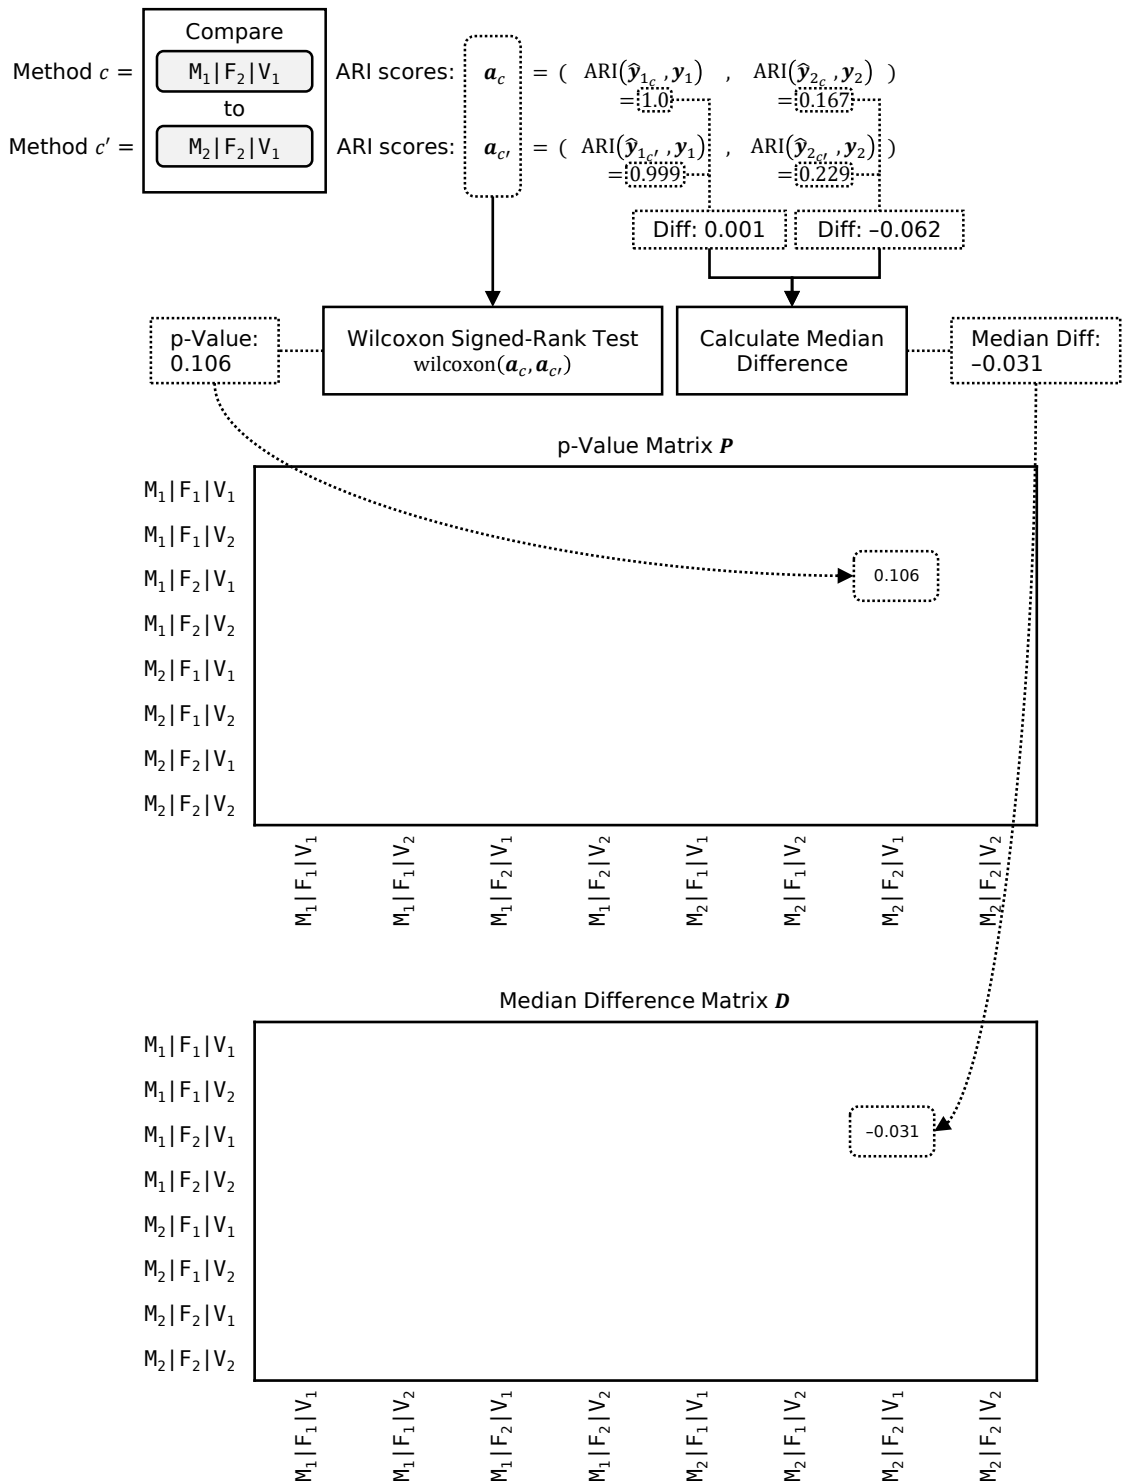 Compare
Method c = M₁|F₂|V₁ ARI scores: a_c = ( ARI(ŷ_1_c , y₁) , ARI(ŷ_2_c , y₂) )
=1.0 =0.167
to
Method c′ = M₂|F₂|V₁ ARI scores: a_c′ = ( ARI(ŷ_1_c′ , y₁) , ARI(ŷ_2_c′ , y₂) )
=0.999 =0.229
Diff: 0.001 Diff: –0.062
p-Value:
0.106
Wilcoxon Signed-Rank Test
wilcoxon(a_c, a_c′)
Calculate Median
Difference
Median Diff:
–0.031
p-Value Matrix P
M₁|F₁|V₁
M₁|F₁|V₂
M₁|F₂|V₁ 0.106
M₁|F₂|V₂
M₂|F₁|V₁
M₂|F₁|V₂
M₂|F₂|V₁
M₂|F₂|V₂
M₁|F₁|V₁ M₁|F₁|V₂ M₁|F₂|V₁ M₁|F₂|V₂ M₂|F₁|V₁ M₂|F₁|V₂ M₂|F₂|V₁ M₂|F₂|V₂
Median Difference Matrix D
M₁|F₁|V₁
M₁|F₁|V₂
M₁|F₂|V₁ –0.031
M₁|F₂|V₂
M₂|F₁|V₁
M₂|F₁|V₂
M₂|F₂|V₁
M₂|F₂|V₂
M₁|F₁|V₁ M₁|F₁|V₂ M₁|F₂|V₁ M₁|F₂|V₂ M₂|F₁|V₁ M₂|F₁|V₂ M₂|F₂|V₁ M₂|F₂|V₂